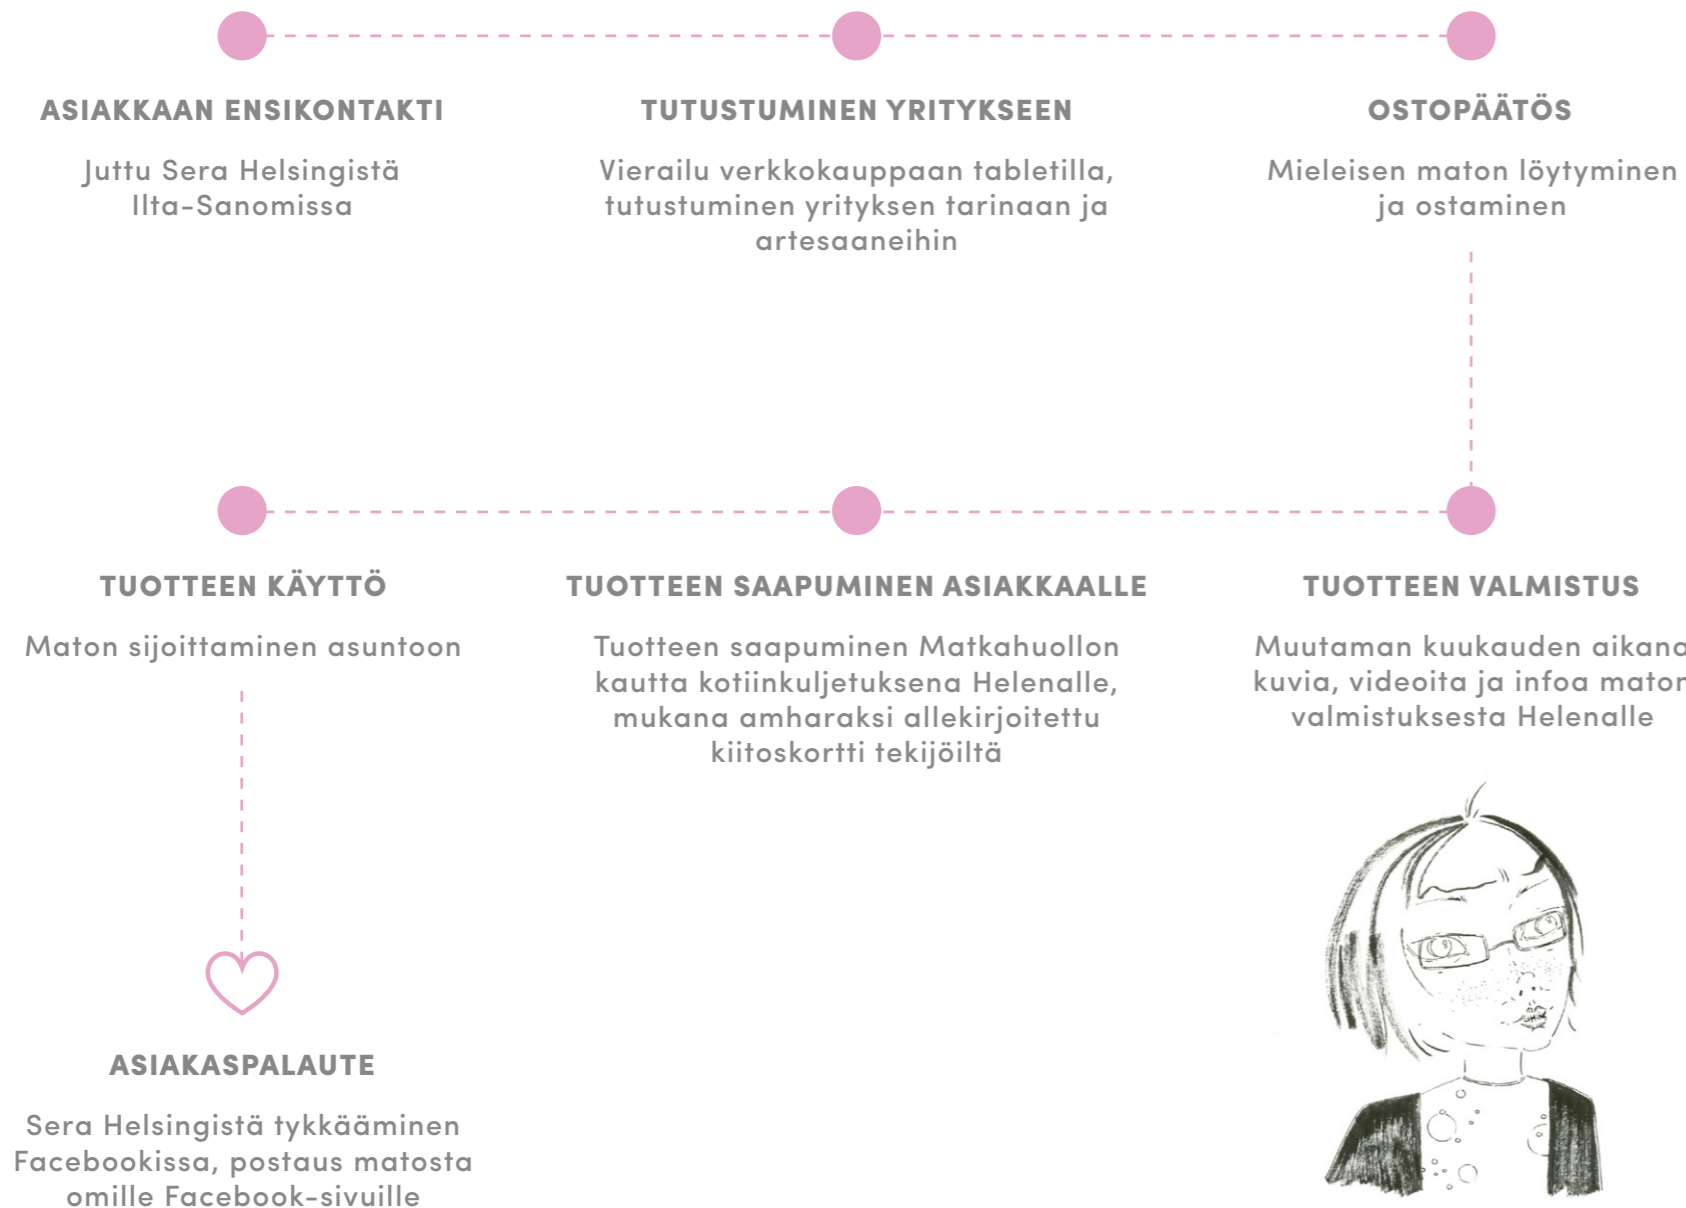 ASIAKKAAN ENSIKONTAKTI
Juttu Sera Helsingistä
Ilta-Sanomissa
TUTUSTUMINEN YRITYKSEEN
Vierailu verkkokauppaan tabletilla,
tutustuminen yrityksen tarinaan ja
artesaaneihin
OSTOPÄÄTÖS
Mieleisen maton löytyminen
ja ostaminen
TUOTTEEN VALMISTUS
Muutaman kuukauden aikana
kuvia, videoita ja infoa maton
valmistuksesta Helenalle
TUOTTEEN SAAPUMINEN ASIAKKAALLE
Tuotteen saapuminen Matkahuollon
kautta kotiinkuljetuksena Helenalle,
mukana amharaksi allekirjoitettu
kiitoskortti tekijöiltä
TUOTTEEN KÄYTTÖ
Maton sijoittaminen asuntoon
ASIAKASPALAUTE
Sera Helsingistä tykkääminen
Facebookissa, postaus matosta
omille Facebook-sivuille